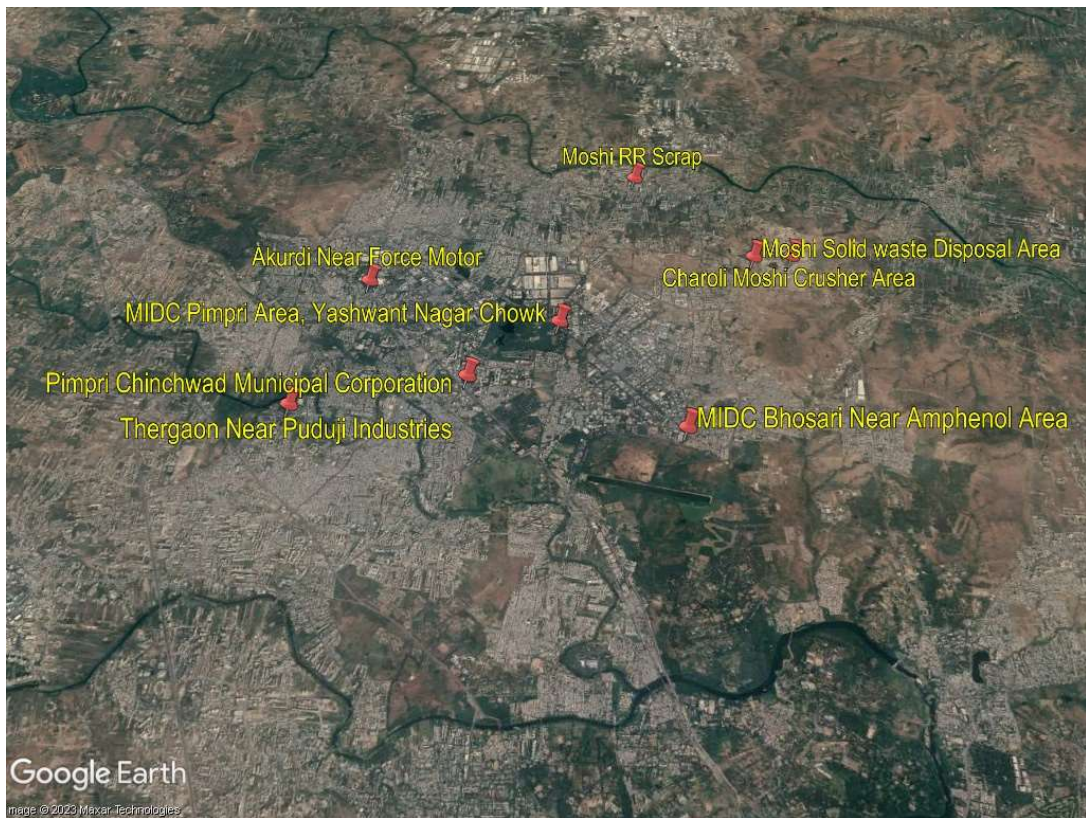 Moshi RR Scrap
Akurdi Near Force Motor
Moshi Solid waste Disposal Area
Charoli Moshi Crusher Area
MIDC Pimpri Area, Yashwant Nagar Chowk
Pimpri Chinchwad Municipal Corporation
Thergaon Near Puduji Industries
MIDC Bhosari Near Amphenol Area
Google Earth
mage © 2023 Maxar Technologies